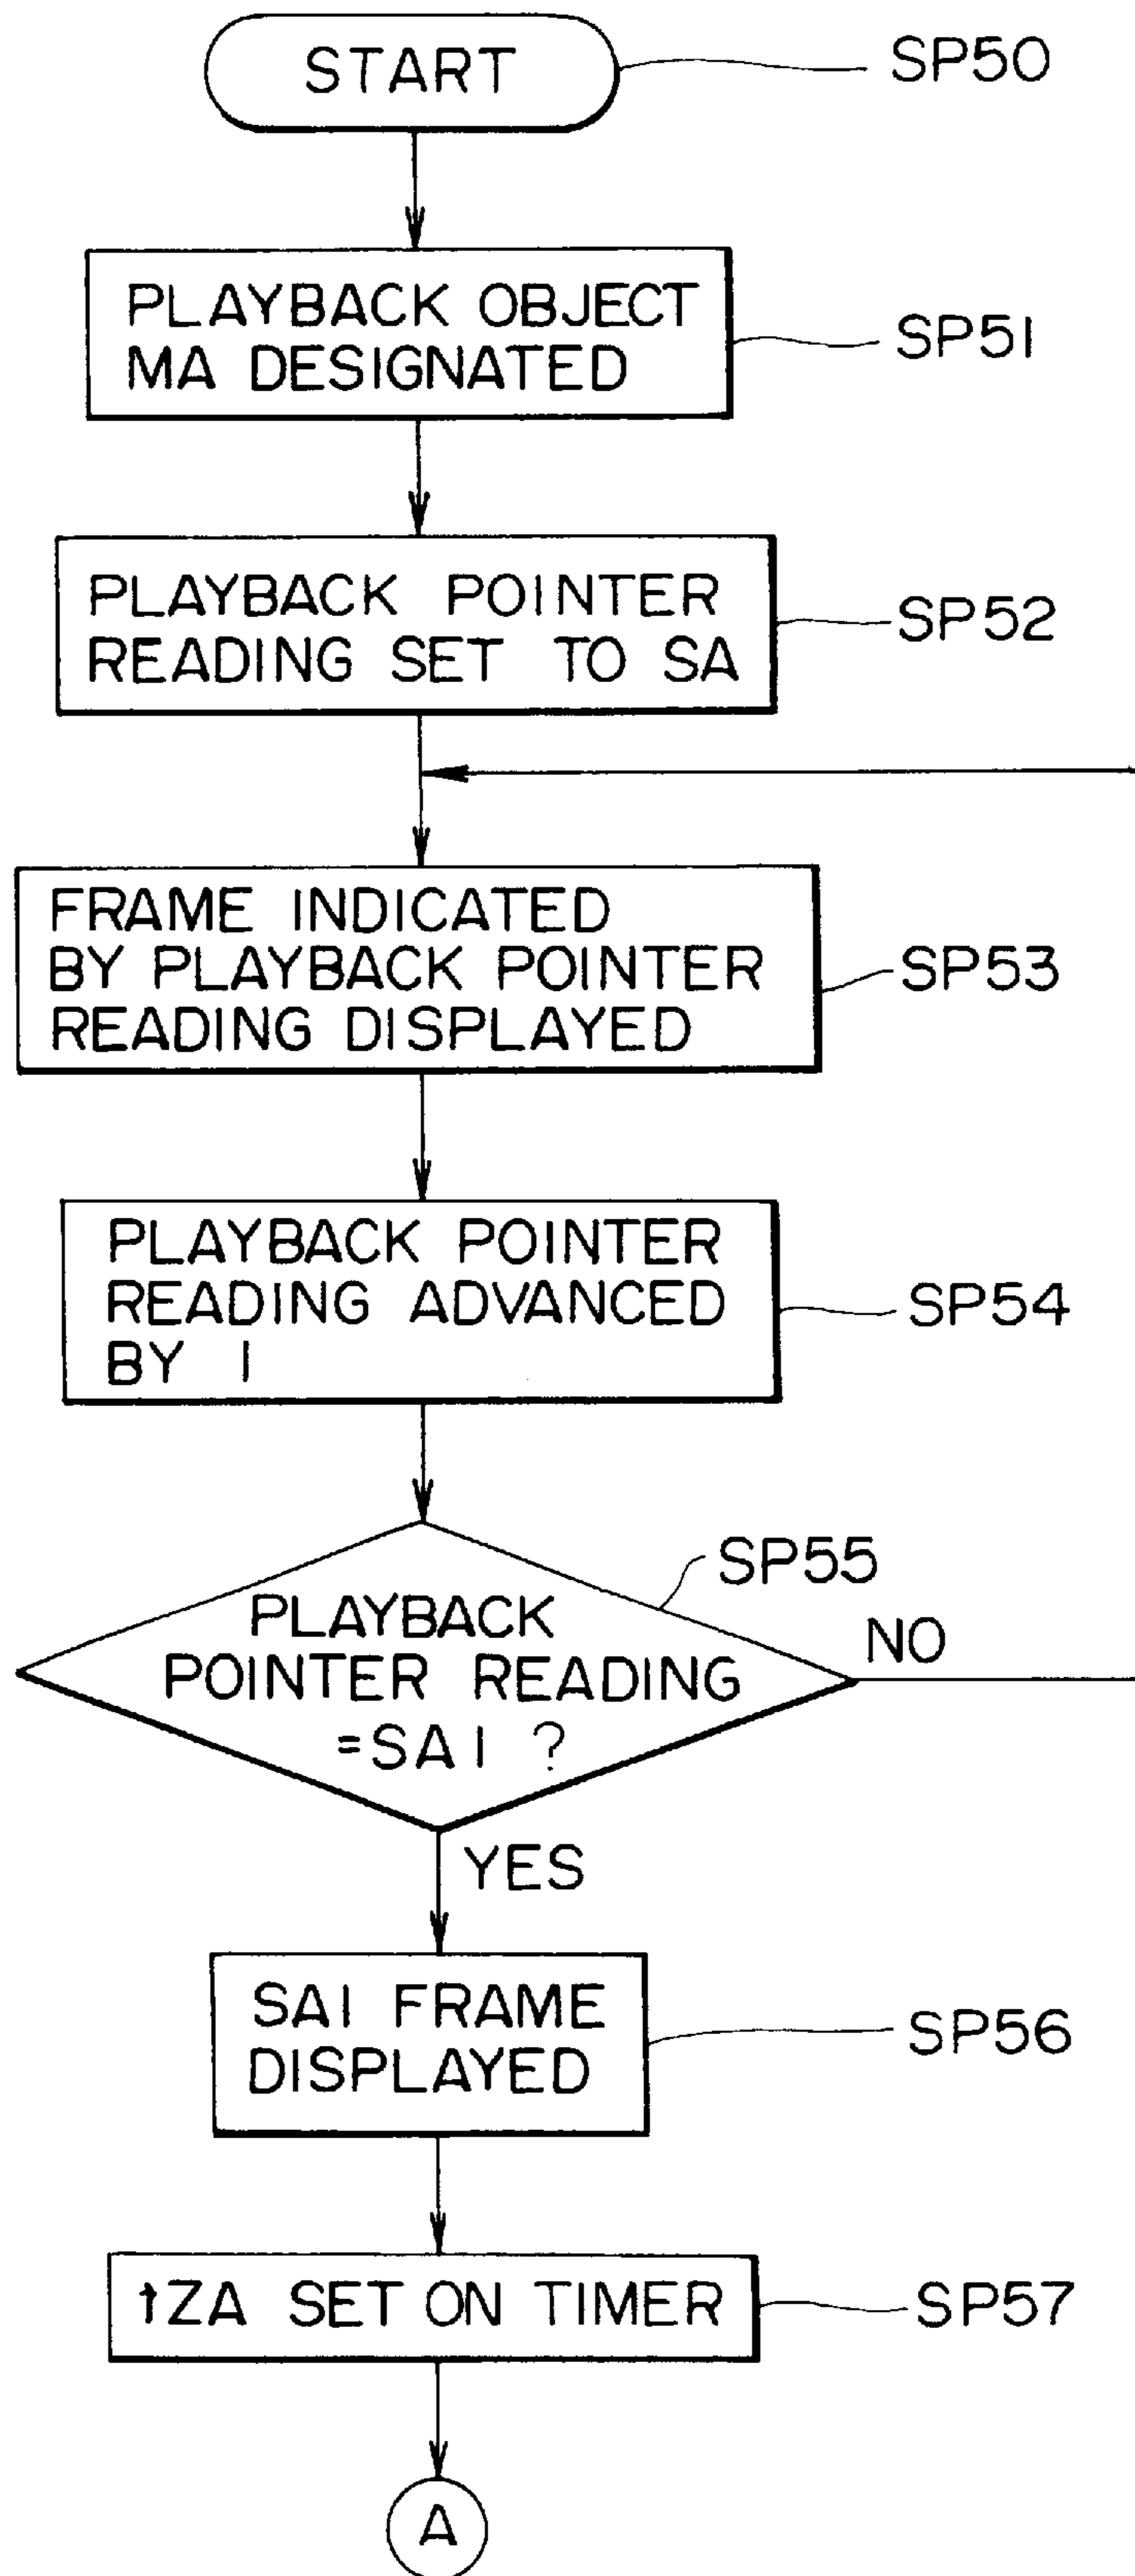 START
SP50
PLAYBACK OBJECT
MA DESIGNATED
SP51
PLAYBACK POINTER
READING SET TO SA
SP52
FRAME INDICATED
BY PLAYBACK POINTER
READING DISPLAYED
SP53
PLAYBACK POINTER
READING ADVANCED
BY 1
SP54
SP55
PLAYBACK
POINTER READING
=SA1 ?
NO
YES
SA1 FRAME
DISPLAYED
SP56
tZA SET ON TIMER
SP57
A